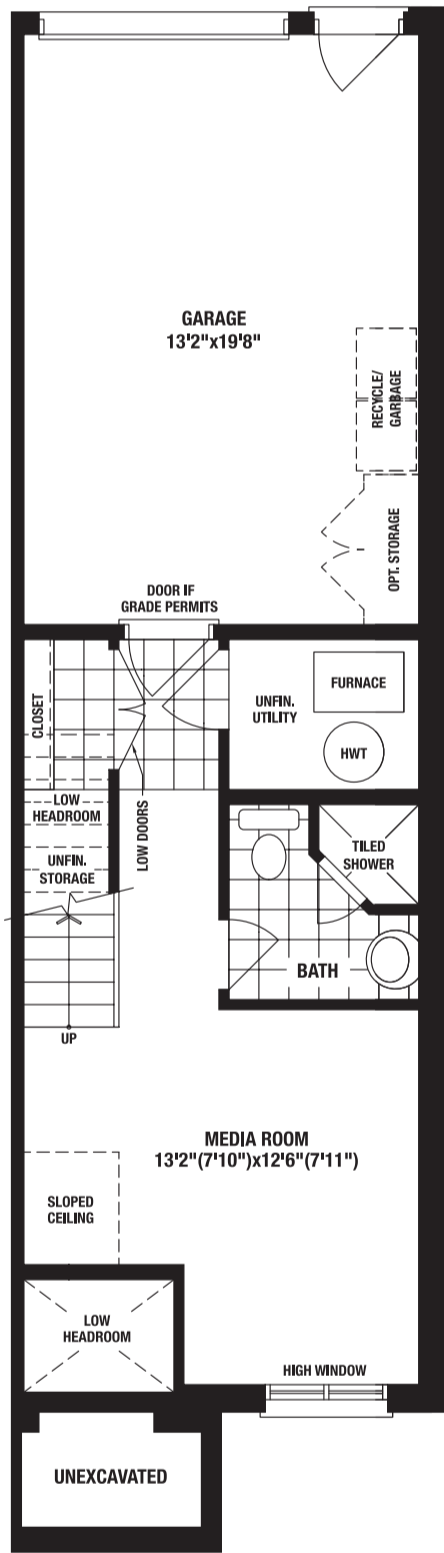 GARAGE
13'2"x19'8"
RECYCLE/
GARBAGE
OPT. STORAGE
DOOR IF
GRADE PERMITS
CLOSET
UNFIN.
UTILITY
FURNACE
HWT
LOW
HEADROOM
LOW DOORS
UNFIN.
STORAGE
TILED
SHOWER
BATH
UP
MEDIA ROOM
13'2"(7'10")x12'6"(7'11")
SLOPED
CEILING
LOW
HEADROOM
HIGH WINDOW
UNEXCAVATED